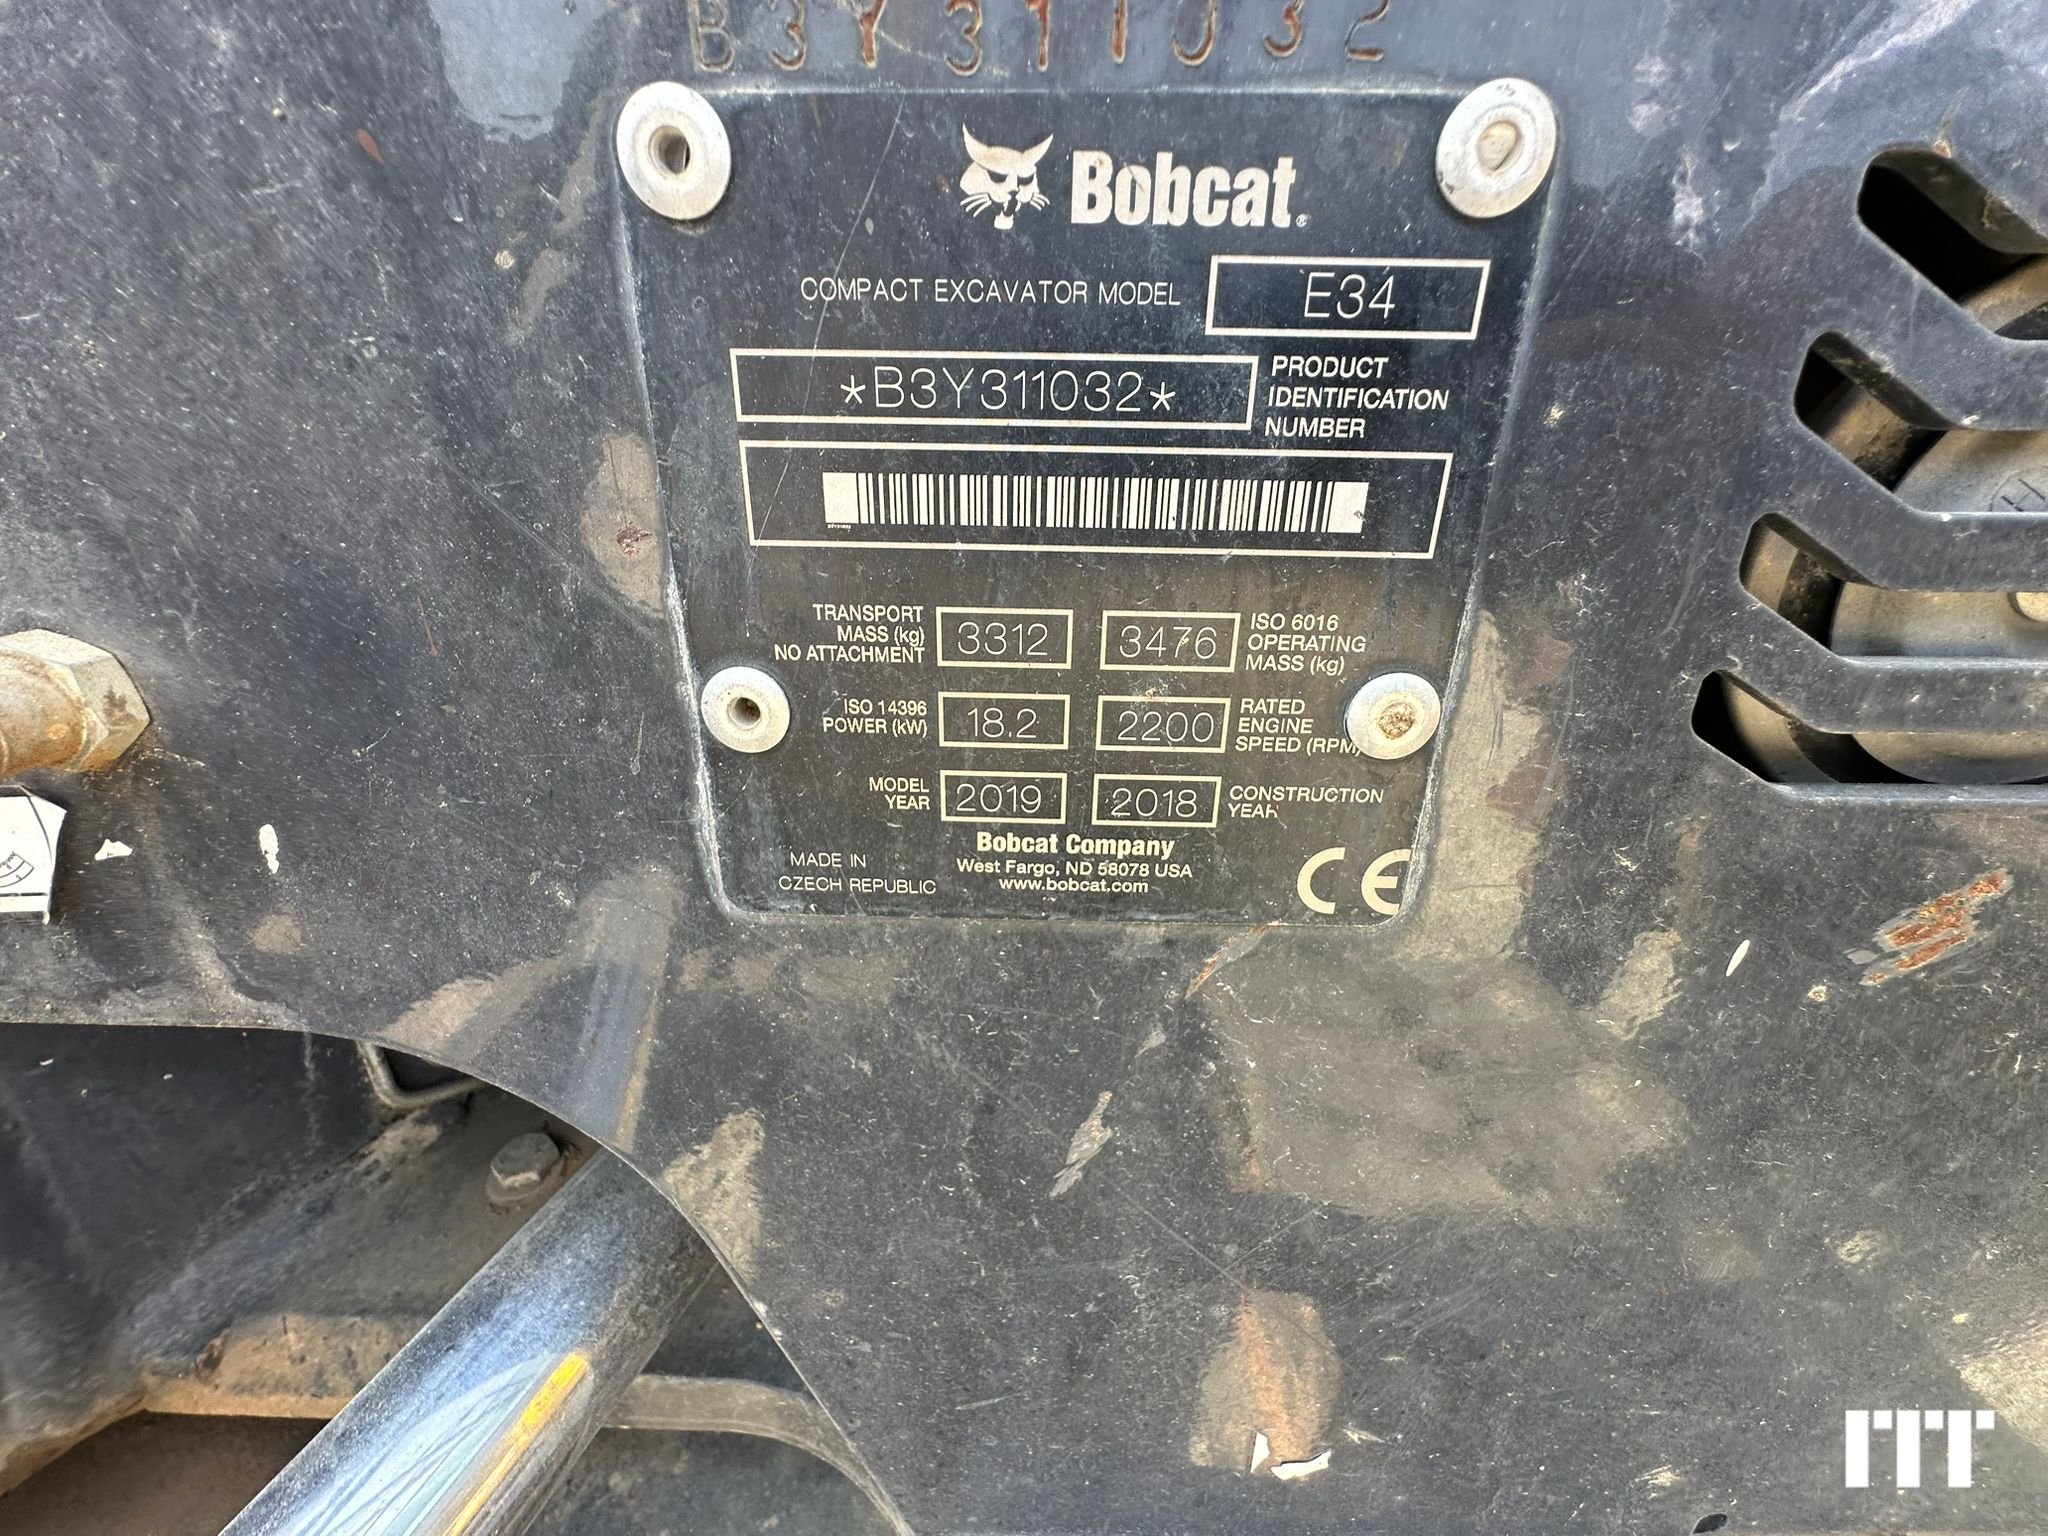 B3Y311032
Bobcat®
COMPACT EXCAVATOR MODEL E34
*B3Y311032*
PRODUCT
IDENTIFICATION
NUMBER
TRANSPORT
MASS (kg)
NO ATTACHMENT
3312
3476
ISO 6016
OPERATING
MASS (kg)
ISO 14396
POWER (kW)
18.2
2200
RATED
ENGINE
SPEED (RPM)
MODEL
YEAR
2019
2018
CONSTRUCTION
YEAR
Bobcat Company
West Fargo, ND 58078 USA
www.bobcat.com
MADE IN
CZECH REPUBLIC
CE